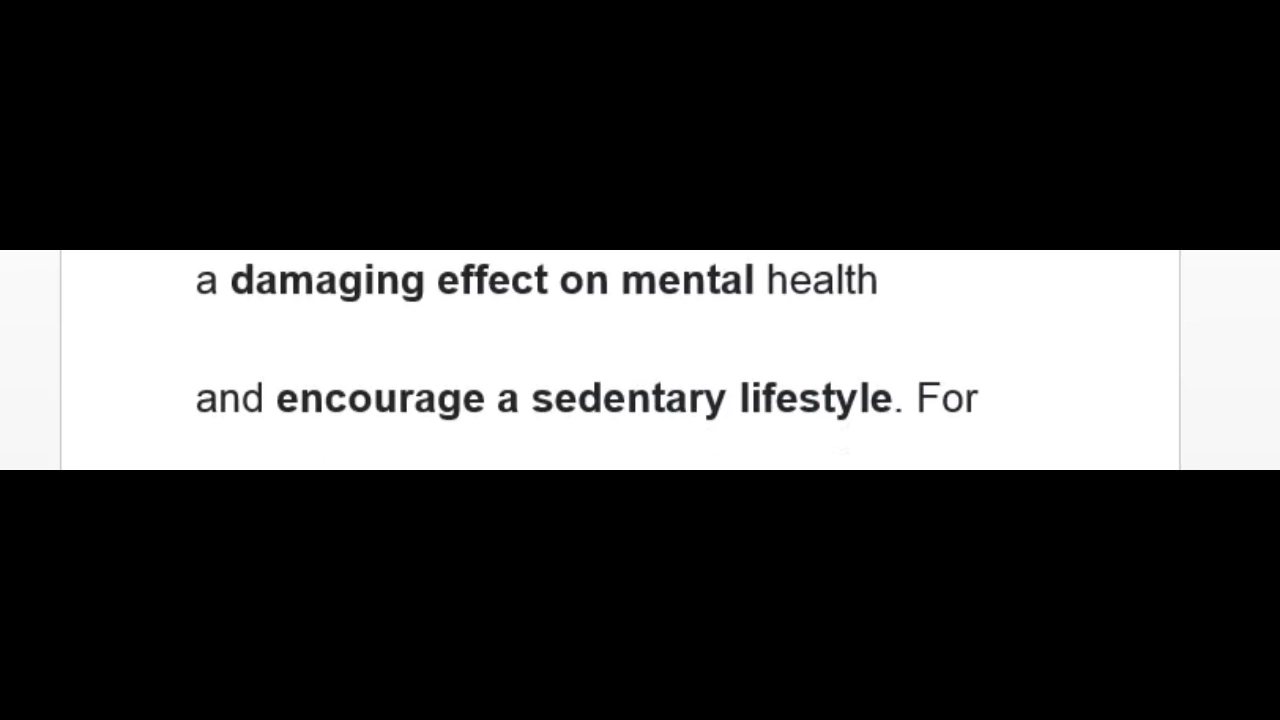 a damaging effect on mental health
and encourage a sedentary lifestyle. For